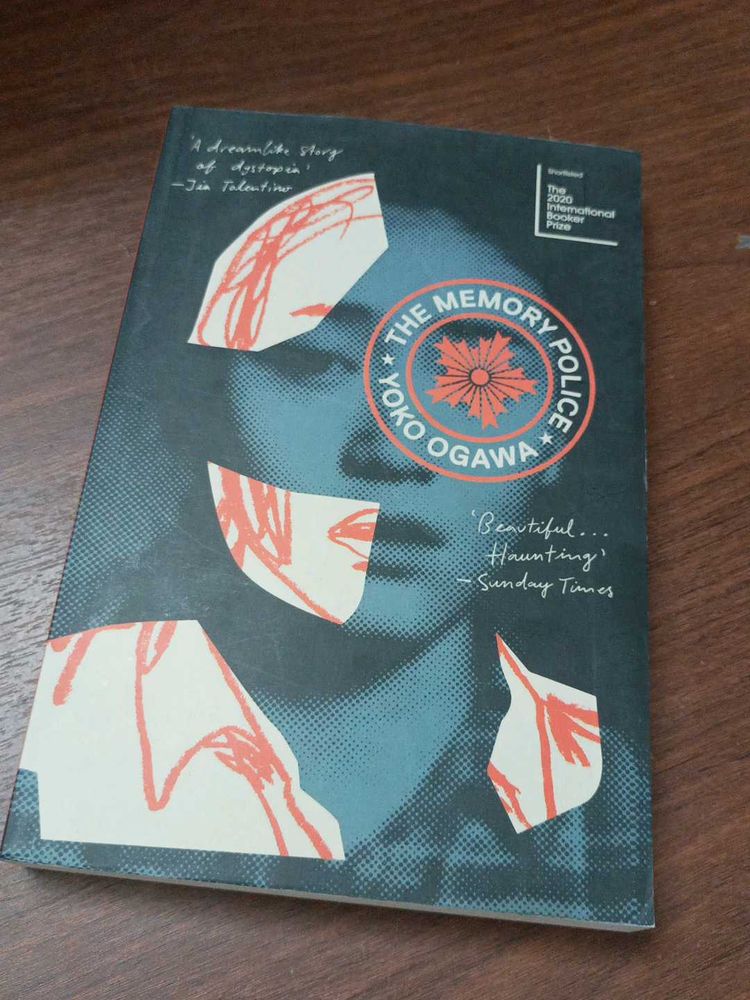 'A dreamlike story
of dystopia'
—Jia Tolentino
Shortlisted
The
2020
International
Booker
Prize
THE MEMORY POLICE
YOKO OGAWA
'Beautiful...
Haunting'
—Sunday Times